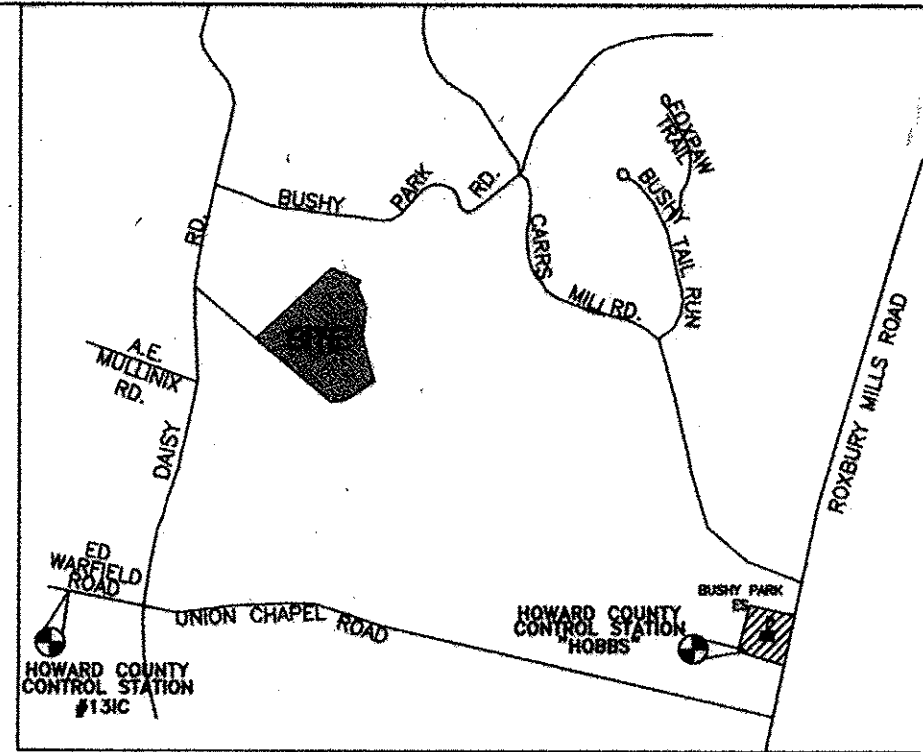 FOXPAW
TRAIL
BUSHY TAIL RUN
BUSHY PARK RD.
CARRS MILL RD.
DAISY RD.
A.E.
MULLINIX
RD.
SITE
ROXBURY MILLS ROAD
ED
WARFIELD
ROAD
UNION CHAPEL ROAD
BUSHY PARK
ES
HOWARD COUNTY
CONTROL STATION
"HOBBS"
HOWARD COUNTY
CONTROL STATION
#131C